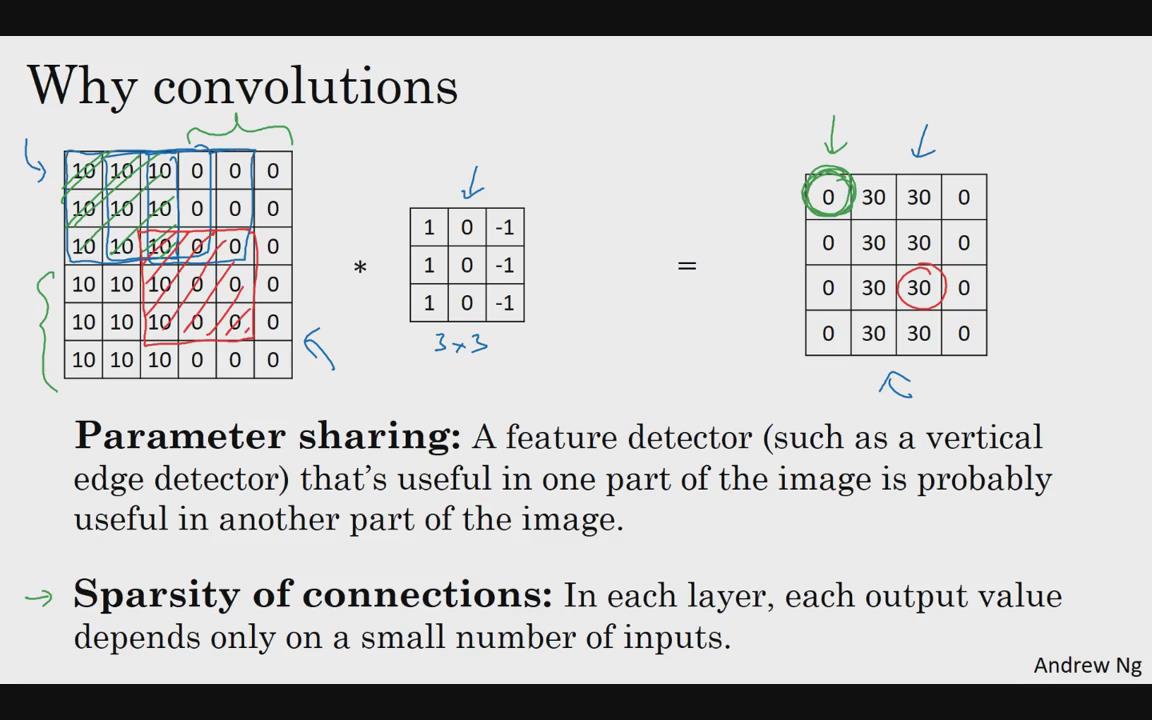 Why convolutions
10 10 10 0 0 0
10 10 10 0 0 0
10 10 10 0 0 0
10 10 10 0 0 0
10 10 10 0 0 0
10 10 10 0 0 0
*
1 0 -1
1 0 -1
1 0 -1
3×3
=
0 30 30 0
0 30 30 0
0 30 30 0
0 30 30 0
Parameter sharing: A feature detector (such as a vertical
edge detector) that's useful in one part of the image is probably
useful in another part of the image.
→ Sparsity of connections: In each layer, each output value
depends only on a small number of inputs.
Andrew Ng